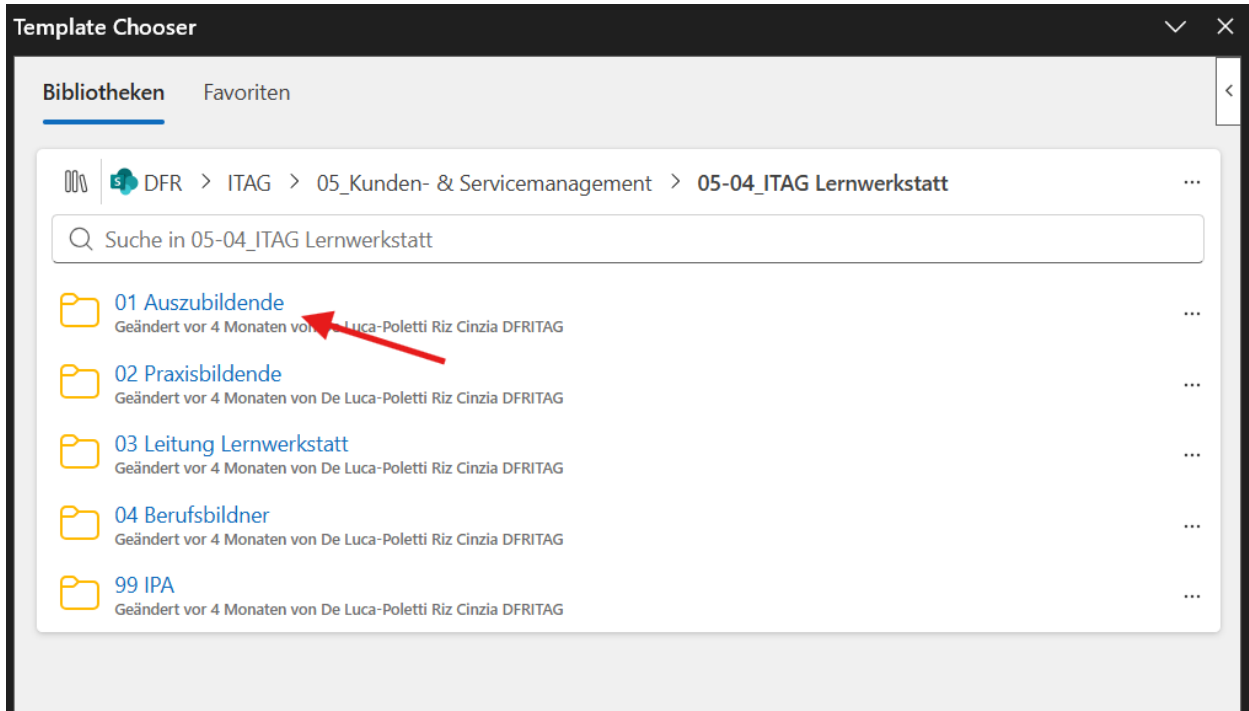 Template Chooser
Bibliotheken Favoriten
DFR > ITAG > 05_Kunden- & Servicemanagement > 05-04_ITAG Lernwerkstatt ...
Suche in 05-04_ITAG Lernwerkstatt
01 Auszubildende
Geändert vor 4 Monaten von De Luca-Poletti Riz Cinzia DFRITAG
02 Praxisbildende
Geändert vor 4 Monaten von De Luca-Poletti Riz Cinzia DFRITAG
03 Leitung Lernwerkstatt
Geändert vor 4 Monaten von De Luca-Poletti Riz Cinzia DFRITAG
04 Berufsbildner
Geändert vor 4 Monaten von De Luca-Poletti Riz Cinzia DFRITAG
99 IPA
Geändert vor 4 Monaten von De Luca-Poletti Riz Cinzia DFRITAG